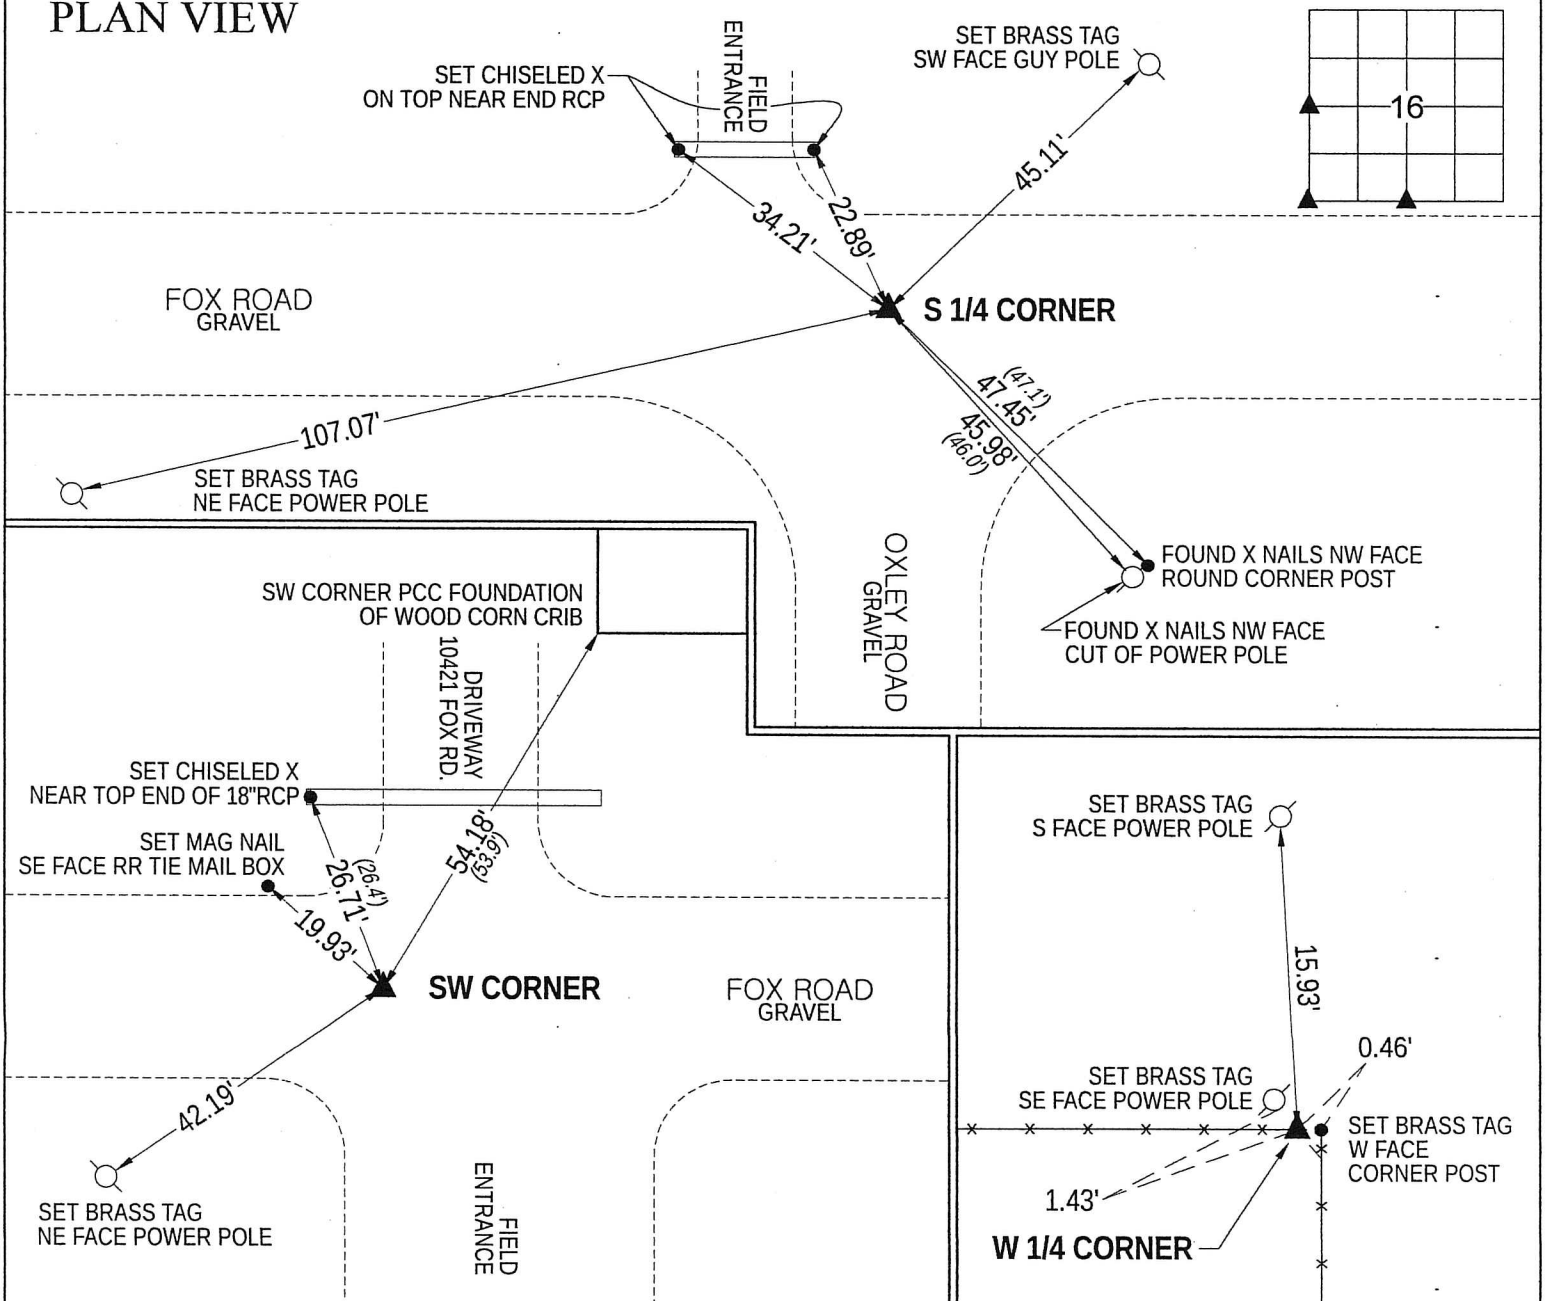 PLAN VIEW
SET CHISELED X
ON TOP NEAR END RCP
FIELD
ENTRANCE
SET BRASS TAG
SW FACE GUY POLE
16
45.11'
34.21'
22.89'
FOX ROAD
GRAVEL
S 1/4 CORNER
107.07'
(47.1')
47.45'
45.98'
(46.0')
SET BRASS TAG
NE FACE POWER POLE
OXLEY ROAD
GRAVEL
FOUND X NAILS NW FACE
ROUND CORNER POST
FOUND X NAILS NW FACE
CUT OF POWER POLE
SW CORNER PCC FOUNDATION
OF WOOD CORN CRIB
DRIVEWAY
10421 FOX RD.
SET CHISELED X
NEAR TOP END OF 18"RCP
SET MAG NAIL
SE FACE RR TIE MAIL BOX
(26.4')
26.71'
54.18'
(53.9')
19.93'
SW CORNER
FOX ROAD
GRAVEL
42.19'
SET BRASS TAG
NE FACE POWER POLE
FIELD
ENTRANCE
SET BRASS TAG
S FACE POWER POLE
15.93'
0.46'
SET BRASS TAG
SE FACE POWER POLE
SET BRASS TAG
W FACE
CORNER POST
1.43'
W 1/4 CORNER